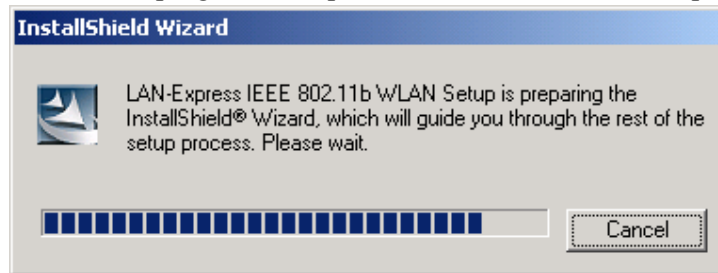 InstallShield Wizard
LAN-Express IEEE 802.11b WLAN Setup is preparing the
InstallShield® Wizard, which will guide you through the rest of the
setup process. Please wait.
Cancel